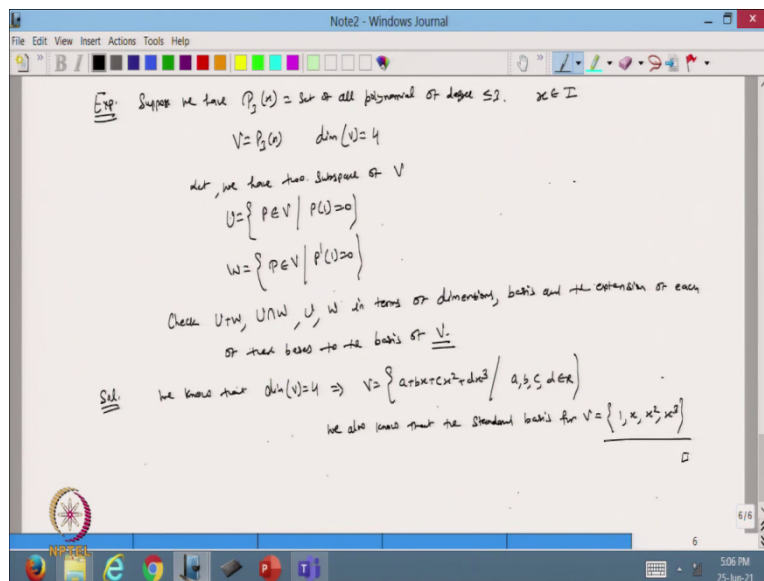 Note2 - Windows Journal
File Edit View Insert Actions Tools Help
Exp. Suppose we have P₃(x) = Set of all polynomial of degree ≤3. x ∈ I
V = P₃(x) dim(V) = 4
Let, we have two subspace of V
U = { P ∈ V | P(1) = 0 }
W = { P ∈ V | P'(1) = 0 }
Check U+W, U∩W, U, W in terms of dimensions, basis and the extension of each
of their bases to the basis of V.
Sol. We know that dim(V) = 4 ⇒ V = { a+bx+cx²+dx³ / a, b, c, d ∈ R }
We also know that the standard basis for V = { 1, x, x², x³ }
6/6
6
NPTEL
5:06 PM
25-Jun-21